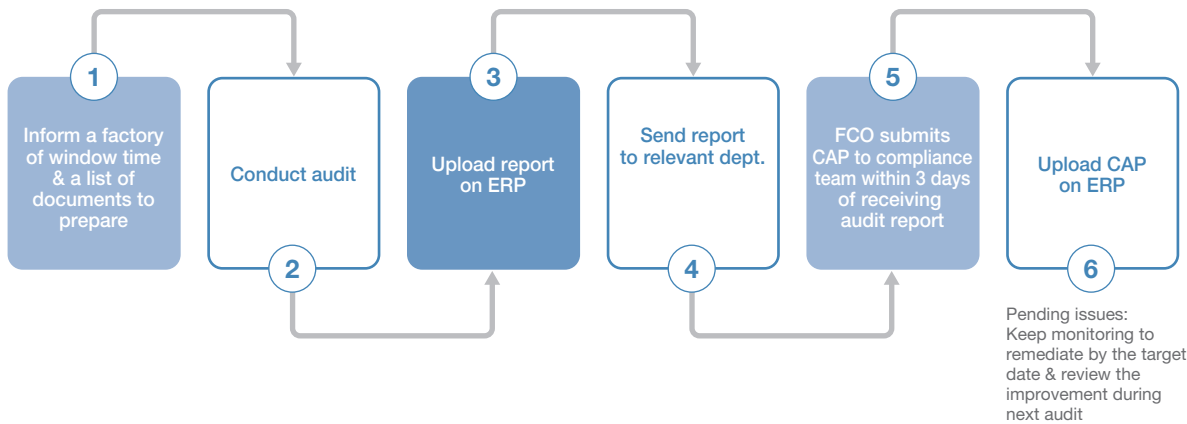 1
Inform a factory
of window time
& a list of
documents to
prepare
Conduct audit
2
3
Upload report
on ERP
Send report
to relevant dept.
4
5
FCO submits
CAP to compliance
team within 3 days
of receiving
audit report
Upload CAP
on ERP
6
Pending issues:
Keep monitoring to
remediate by the target
date & review the
improvement during
next audit